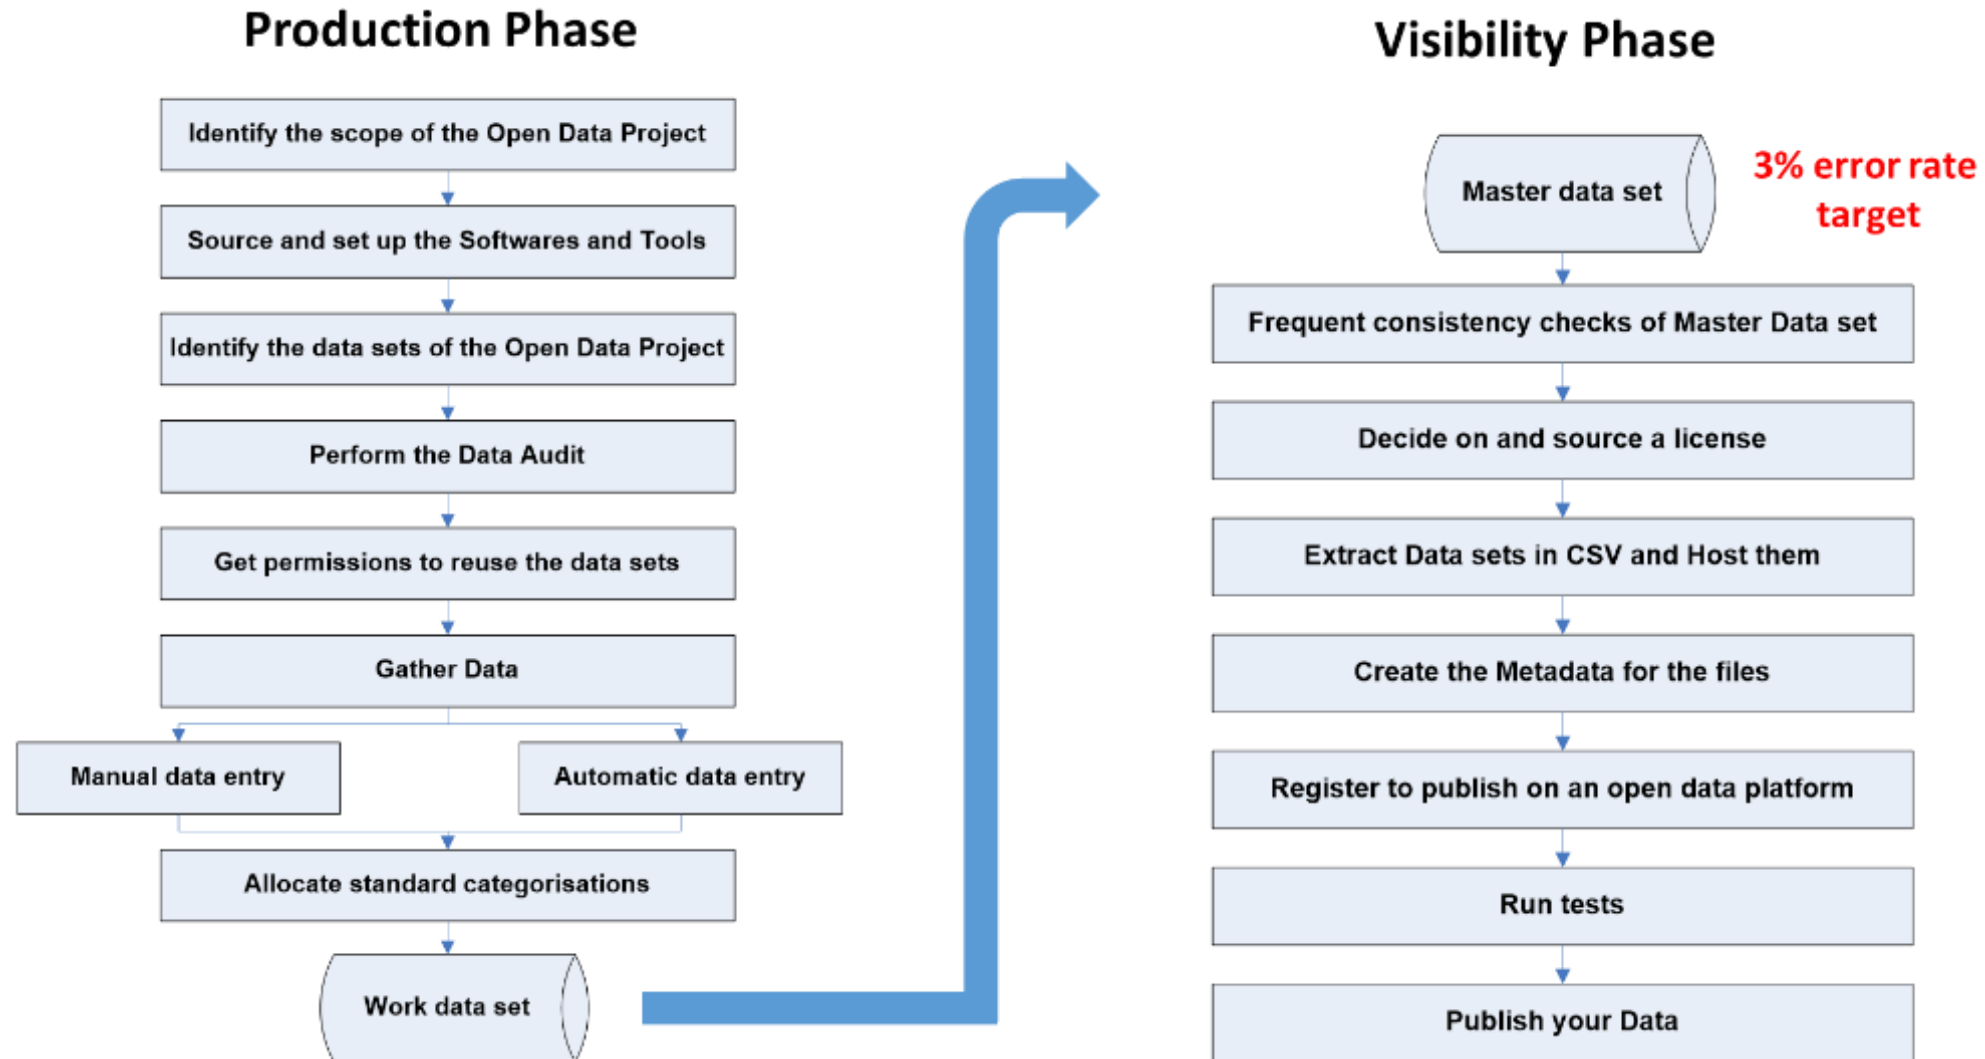 Production Phase
Identify the scope of the Open Data Project
Source and set up the Softwares and Tools
Identify the data sets of the Open Data Project
Perform the Data Audit
Get permissions to reuse the data sets
Gather Data
Manual data entry
Automatic data entry
Allocate standard categorisations
Work data set
Visibility Phase
Master data set
3% error rate
target
Frequent consistency checks of Master Data set
Decide on and source a license
Extract Data sets in CSV and Host them
Create the Metadata for the files
Register to publish on an open data platform
Run tests
Publish your Data